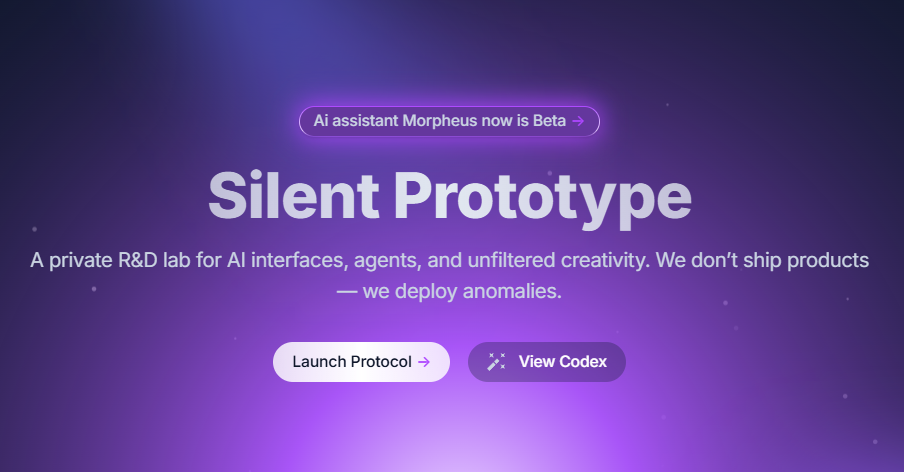 Ai assistant Morpheus now is Beta →
Silent Prototype
A private R&D lab for AI interfaces, agents, and unfiltered creativity. We don’t ship products
— we deploy anomalies.
Launch Protocol →
View Codex